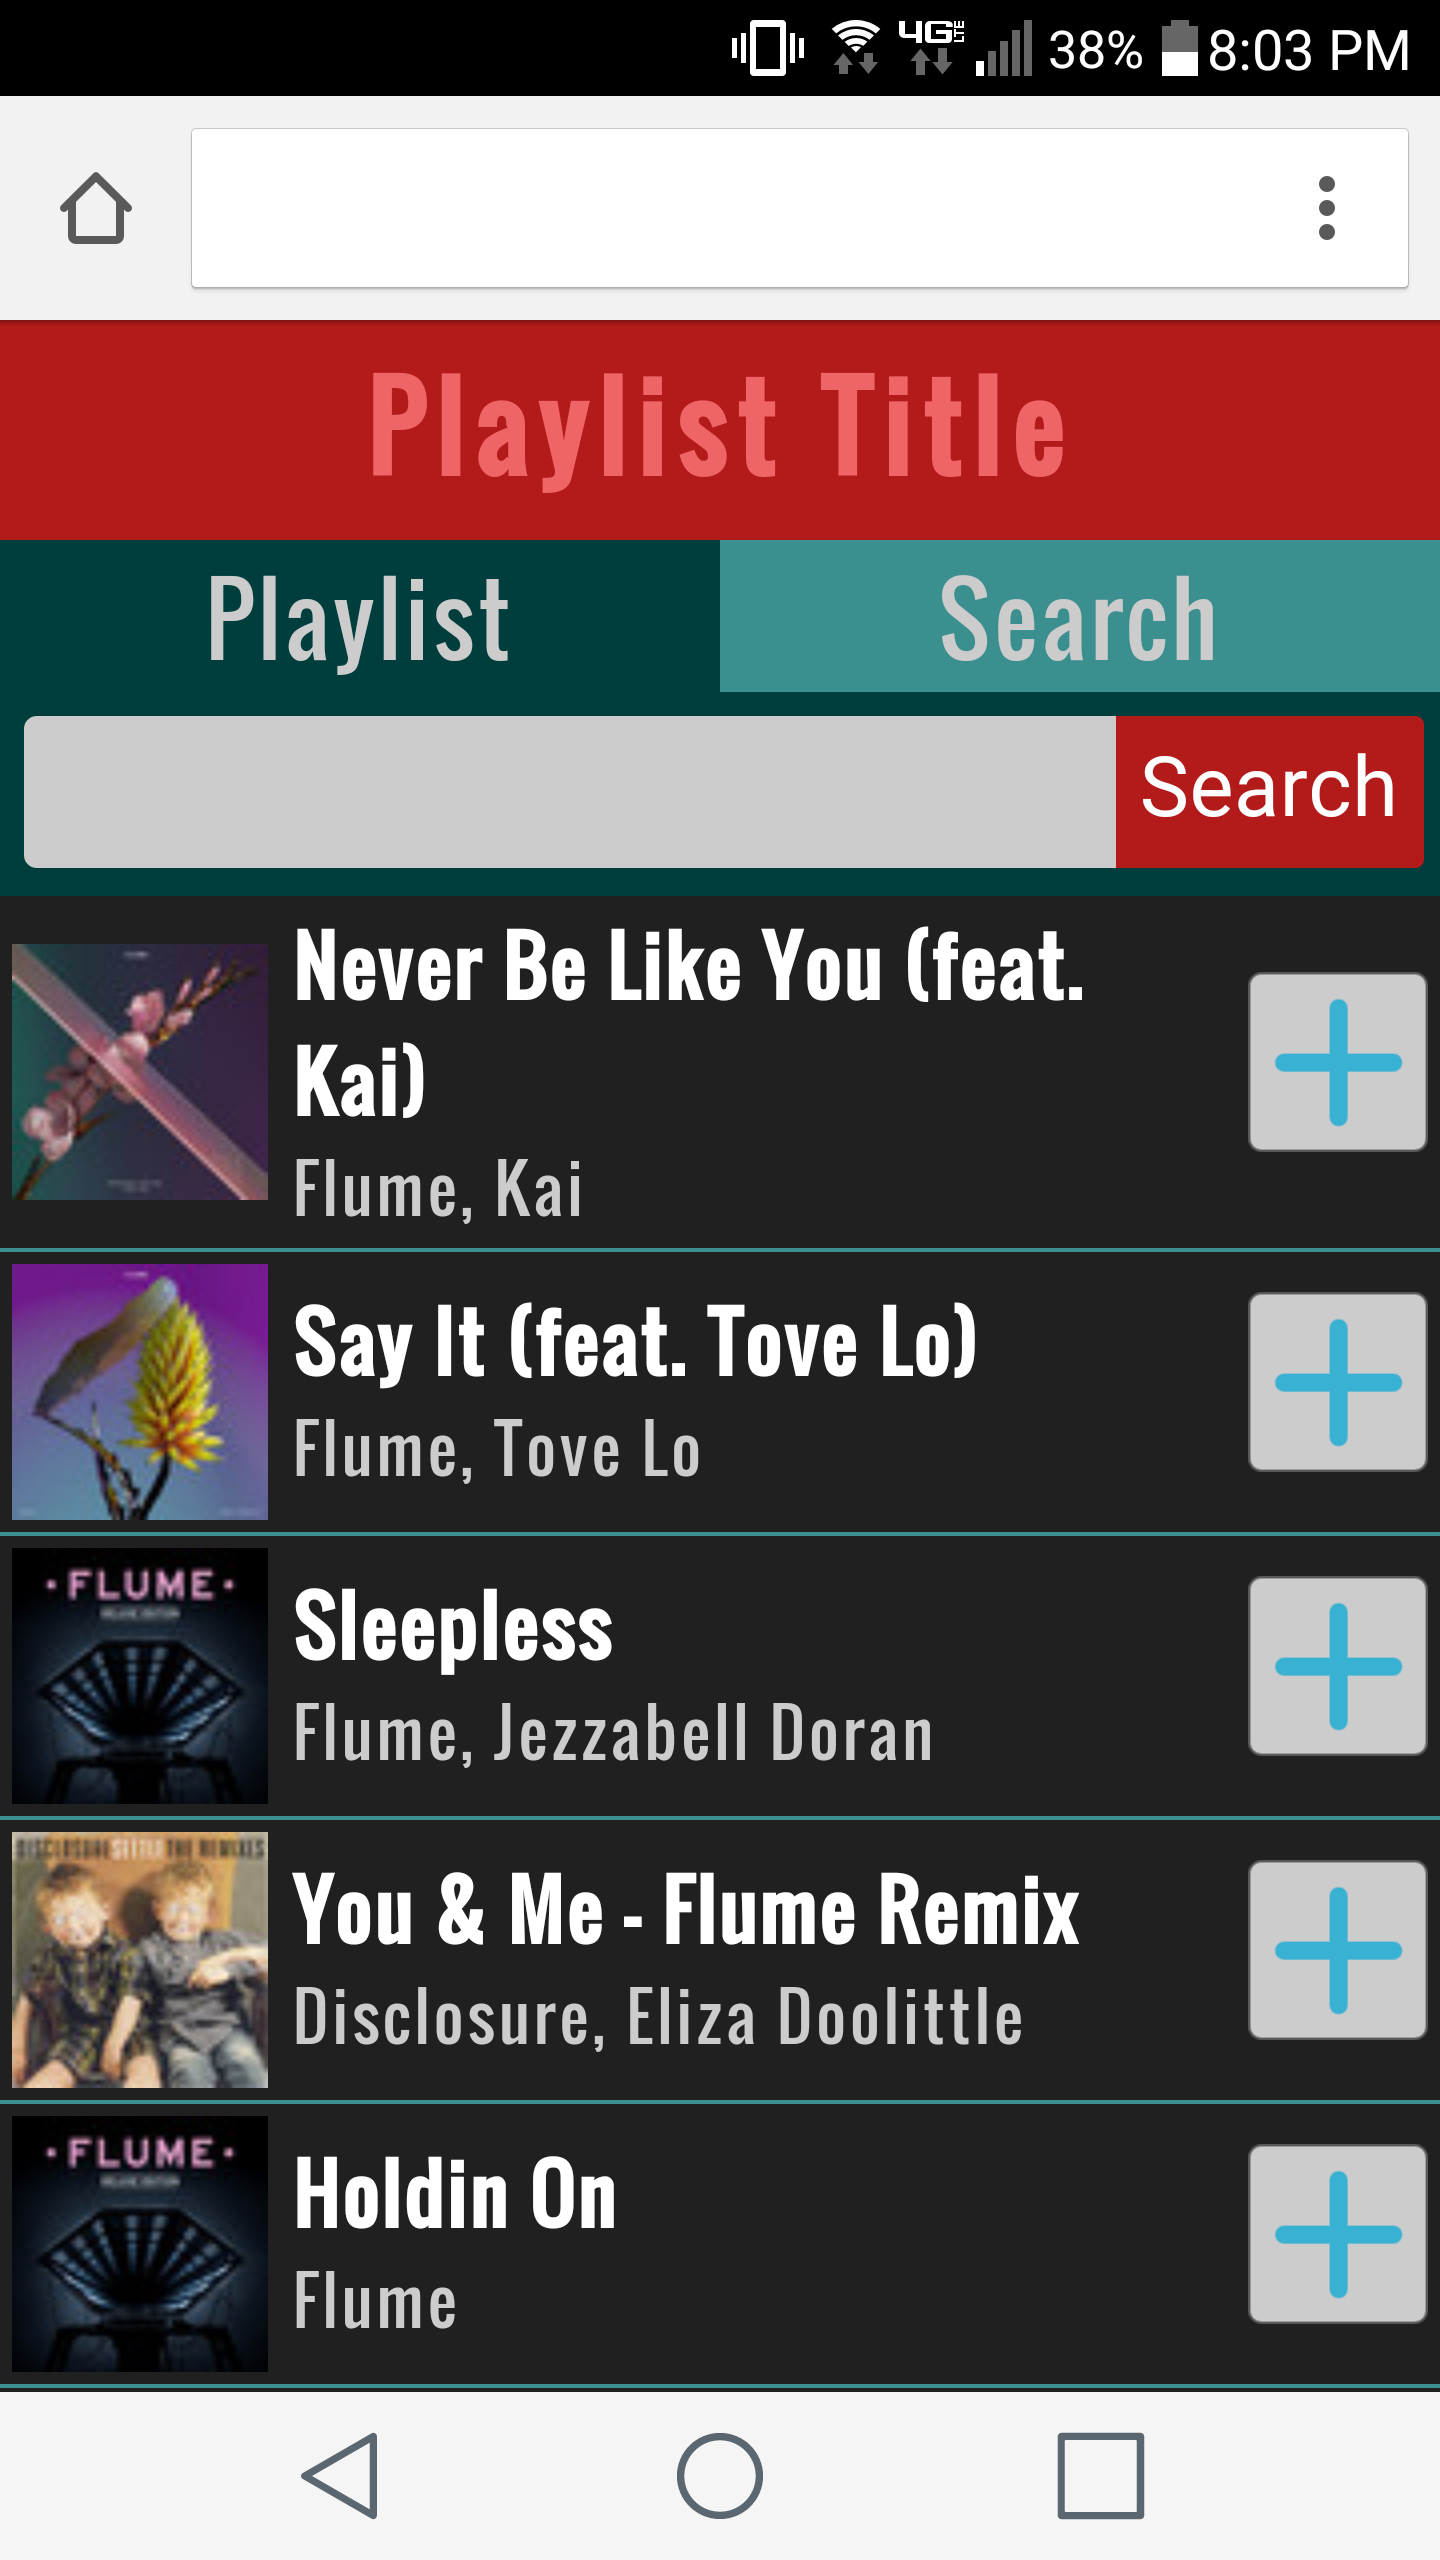 4G LTE 38% 8:03 PM
Playlist Title
Playlist Search
Search
Never Be Like You (feat.
Kai)
Flume, Kai
Say It (feat. Tove Lo)
Flume, Tove Lo
· FLUME ·
Sleepless
Flume, Jezzabell Doran
DISCLOSURE SETTLE THE REMIXES
You & Me - Flume Remix
Disclosure, Eliza Doolittle
· FLUME ·
Holdin On
Flume